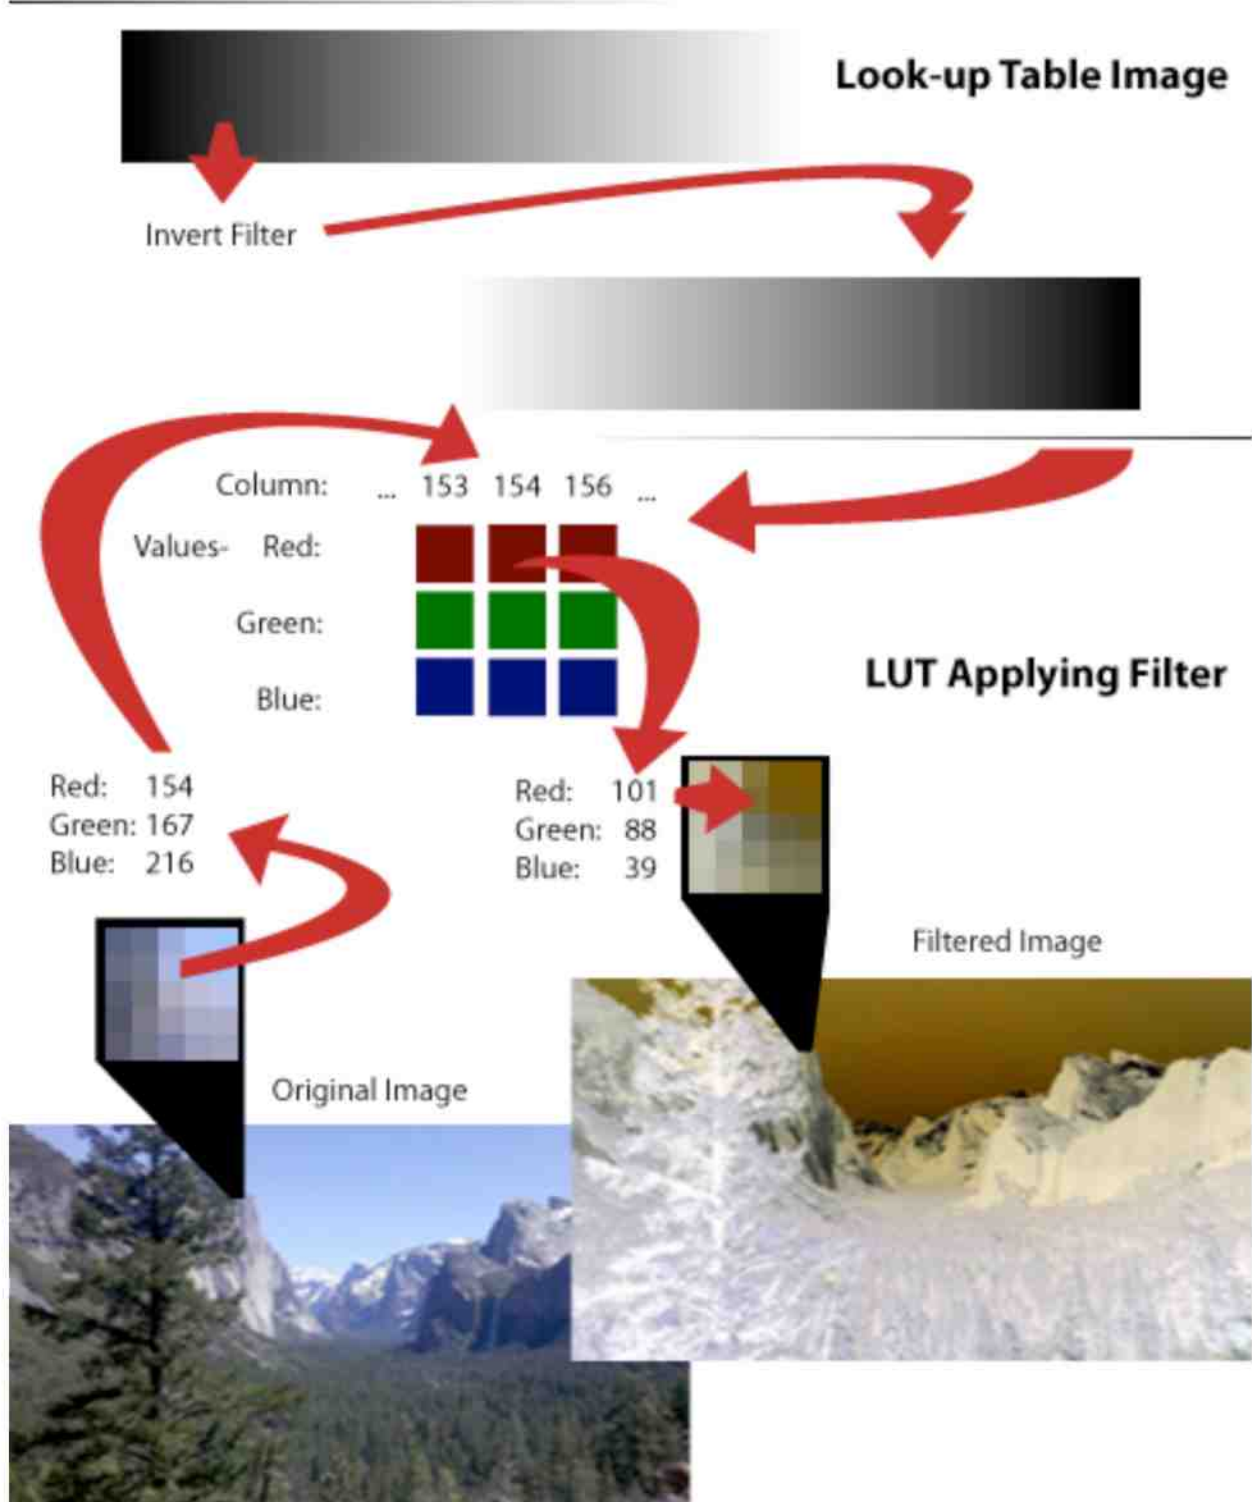 Look-up Table Image
Invert Filter
Column: ... 153 154 156 ...
Values- Red:
Green:
Blue:
LUT Applying Filter
Red: 154
Green: 167
Blue: 216
Red: 101
Green: 88
Blue: 39
Filtered Image
Original Image